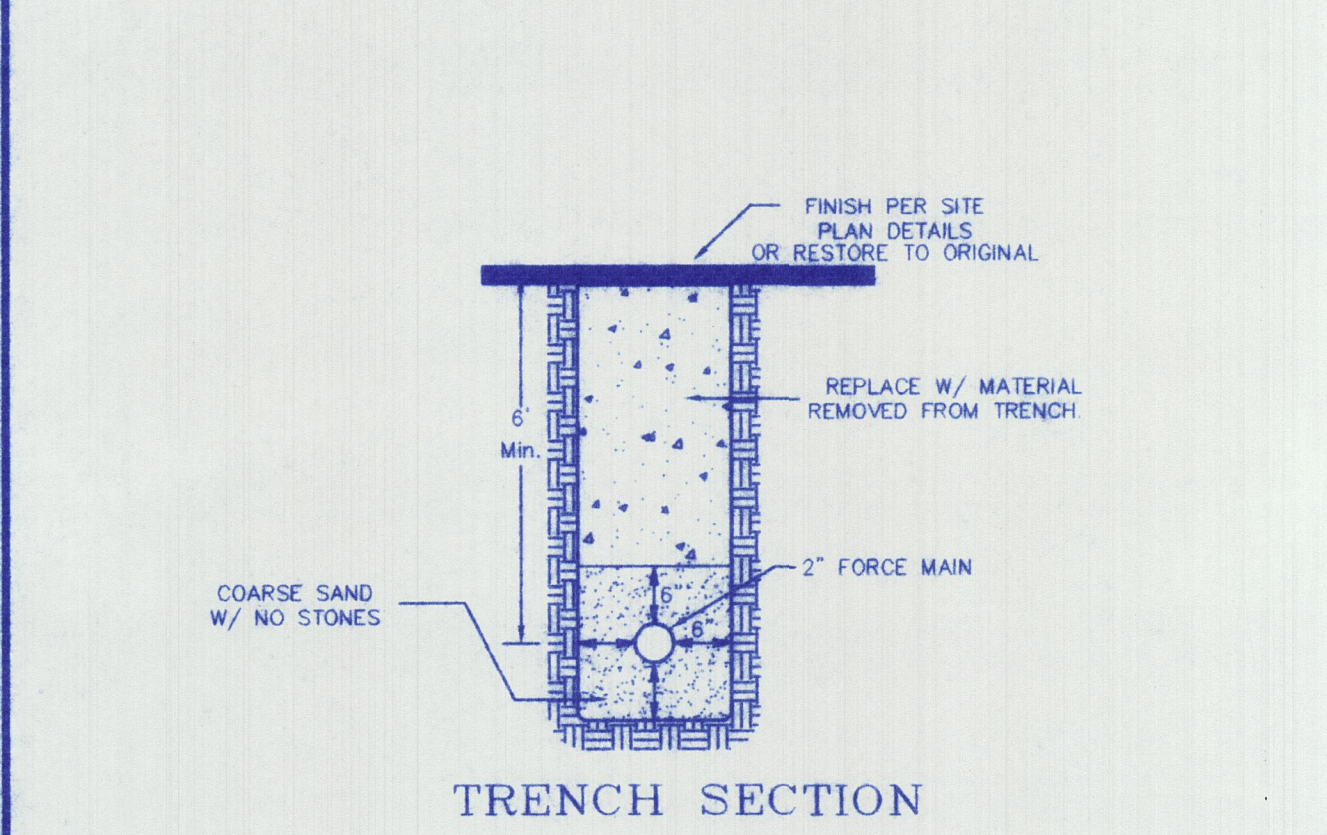 FINISH PER SITE
PLAN DETAILS
OR RESTORE TO ORIGINAL
REPLACE W/ MATERIAL
REMOVED FROM TRENCH.
6'
Min.
2" FORCE MAIN
6"
6"
COARSE SAND
W/ NO STONES
TRENCH SECTION